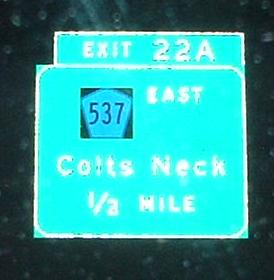 EXIT 22A
537 EAST
Colts Neck
1/2 MILE